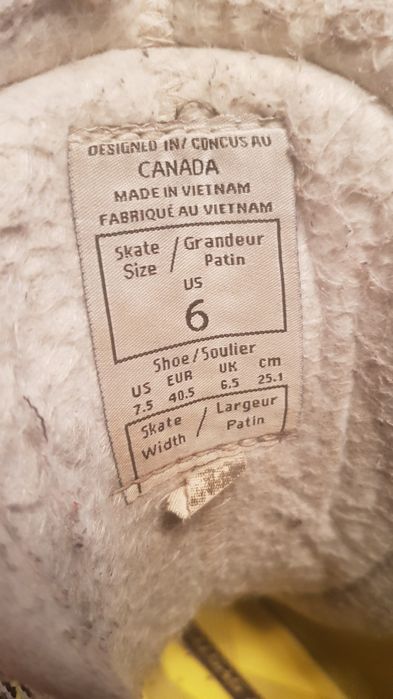 DESIGNED IN/ CONCUS AU
CANADA
MADE IN VIETNAM
FABRIQUÉ AU VIETNAM
Skate Size / Grandeur Patin
US
6
Shoe/Soulier
US EUR UK cm
7.5 40.5 6.5 25.1
Skate Width / Largeur Patin